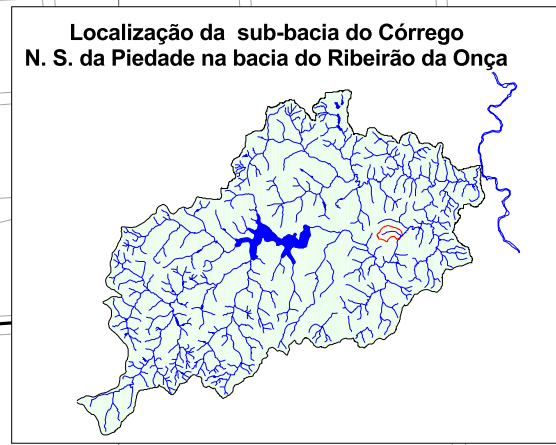 Localização da sub-bacia do Córrego
N. S. da Piedade na bacia do Ribeirão da Onça